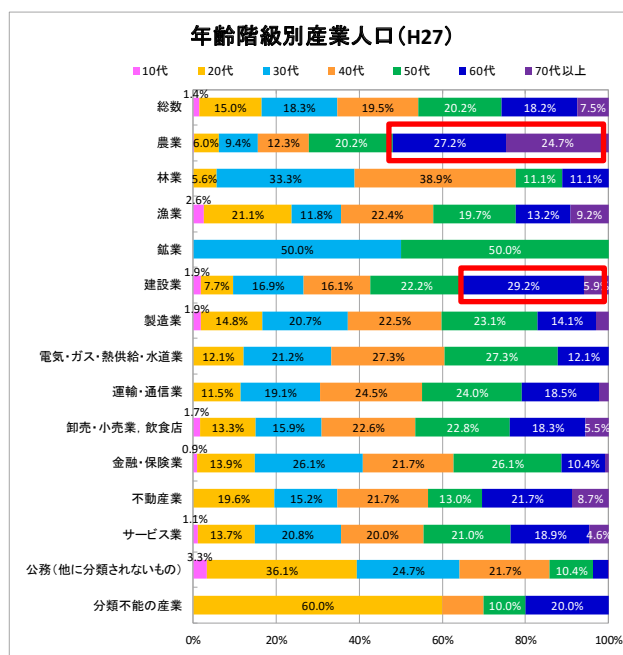 年齢階級別産業人口(H27)
■10代 ■20代 ■30代 ■40代 ■50代 ■60代 ■70代以上
総数 1.4% 15.0% 18.3% 19.5% 20.2% 18.2% 7.5%
農業 6.0% 9.4% 12.3% 20.2% 27.2% 24.7%
林業 5.6% 33.3% 38.9% 11.1% 11.1%
漁業 2.6% 21.1% 11.8% 22.4% 19.7% 13.2% 9.2%
鉱業 50.0% 50.0%
建設業 1.9% 7.7% 16.9% 16.1% 22.2% 29.2% 5.9%
製造業 1.9% 14.8% 20.7% 22.5% 23.1% 14.1%
電気・ガス・熱供給・水道業 12.1% 21.2% 27.3% 27.3% 12.1%
運輸・通信業 11.5% 19.1% 24.5% 24.0% 18.5%
卸売・小売業，飲食店 1.7% 13.3% 15.9% 22.6% 22.8% 18.3% 5.5%
金融・保険業 0.9% 13.9% 26.1% 21.7% 26.1% 10.4%
不動産業 19.6% 15.2% 21.7% 13.0% 21.7% 8.7%
サービス業 1.1% 13.7% 20.8% 20.0% 21.0% 18.9% 4.6%
公務(他に分類されないもの) 3.3% 36.1% 24.7% 21.7% 10.4%
分類不能の産業 60.0% 10.0% 20.0%
0% 20% 40% 60% 80% 100%